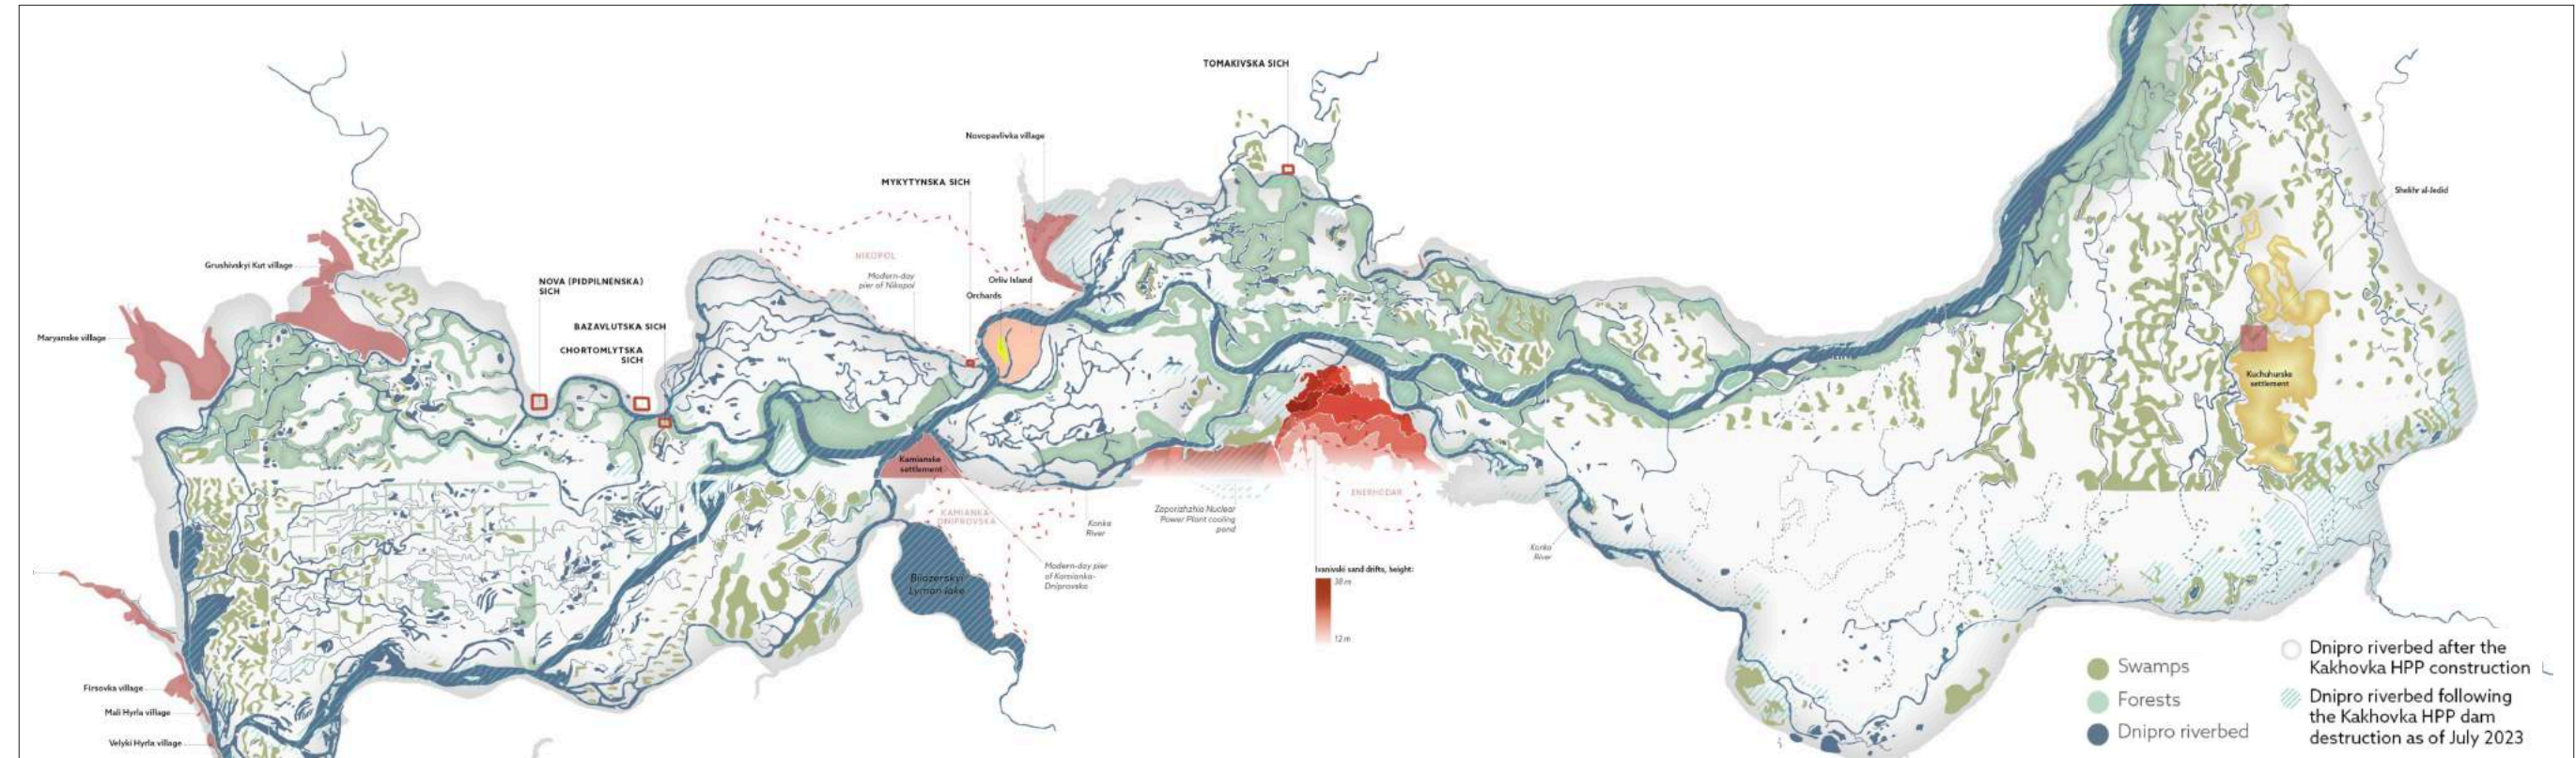 TOMAKIVSKA SICH
Novopavlivka village
MYKYTYNSKA SICH
Shekhr al-Jedid
Grushivskyi Kut village
NIKOPOL
Modern-day
pier of Nikopol
Orliv Island
Orchards
NOVA (PIDPILNENSKA)
SICH
BAZAVLUTSKA SICH
CHORTOMLYTSKA
SICH
Maryanske village
Kuchuhurske
settlement
Kamianske
settlement
KAMIANKA-
DNIPROVSKA
Konka
River
Zaporizhzhia Nuclear
Power Plant cooling
pond
ENERHODAR
Konka
River
Modern-day pier
of Kamianka-
Dniprovska
Bilozerskyi
Lyman lake
Ivanivski sand drifts, height:
38 m
12 m
Firsovka village
Mali Hyrla village
Velyki Hyrla village
Swamps
Forests
Dnipro riverbed
Dnipro riverbed after the
Kakhovka HPP construction
Dnipro riverbed following
the Kakhovka HPP dam
destruction as of July 2023